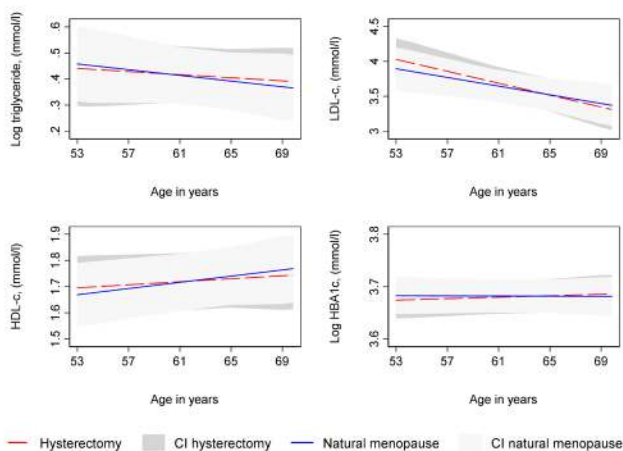 Log triglyceride, (mmol/l)
.6
.5
.4
.3
.2
53 57 61 65 69
Age in years
LDL-c, (mmol/l)
4.5
4
3.5
3
53 57 61 65 69
Age in years
HDL-c, (mmol/l)
1.9
1.8
1.7
1.6
1.5
53 57 61 65 69
Age in years
Log HBA1c, (mmol/l)
3.8
3.7
3.6
53 57 61 65 69
Age in years
Hysterectomy CI hysterectomy Natural menopause CI natural menopause